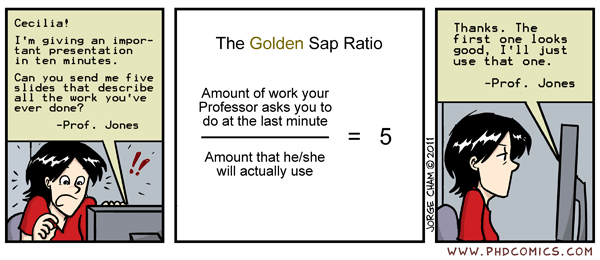 Cecilia!
I'm giving an impor-
tant presentation
in ten minutes.
Can you send me five
slides that describe
all the work you've
ever done?
-Prof. Jones
!!
The Golden Sap Ratio
Amount of work your
Professor asks you to
do at the last minute
= 5
Amount that he/she
will actually use
JORGE CHAM © 2011
Thanks. The
first one looks
good, I'll just
use that one.
-Prof. Jones
WWW.PHDCOMICS.COM